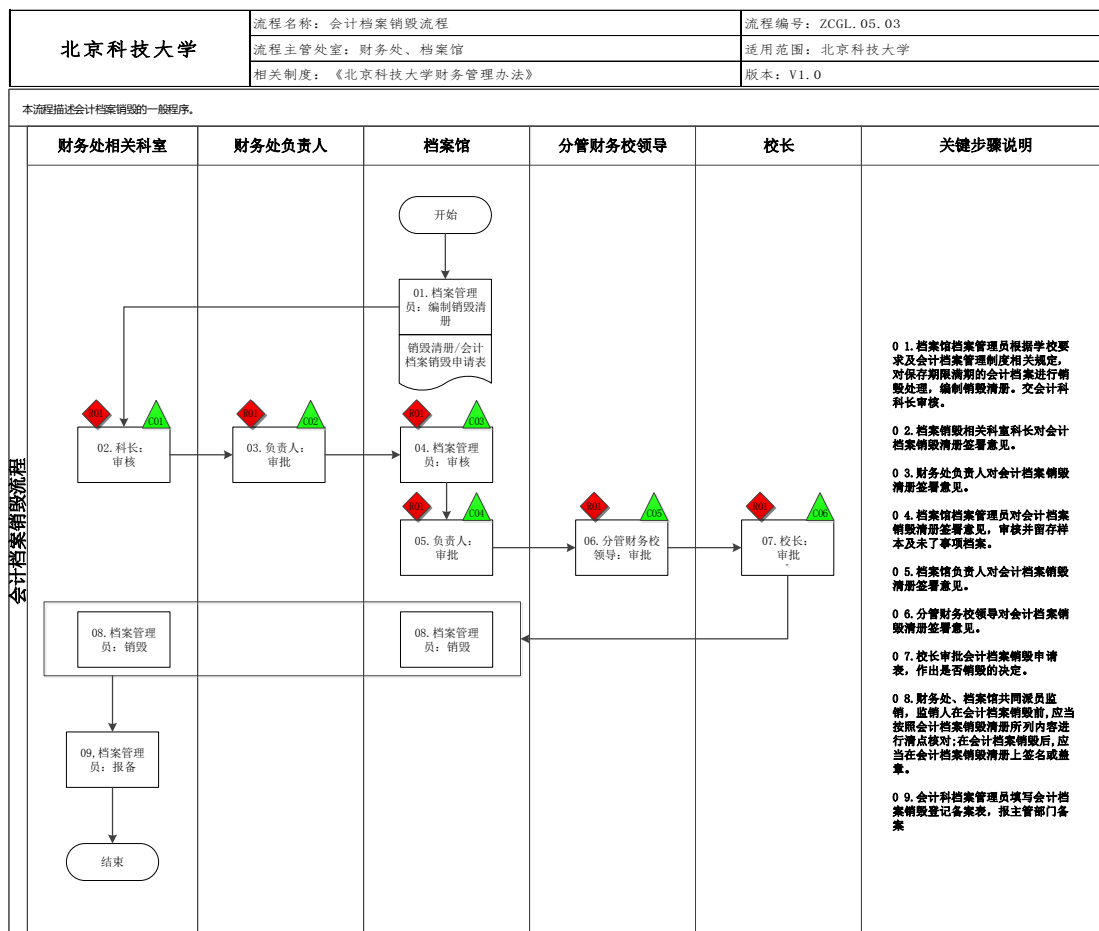 北京科技大学
流程名称：会计档案销毁流程
流程编号：ZCGL.05.03
流程主管处室：财务处、档案馆
适用范围：北京科技大学
相关制度：《北京科技大学财务管理办法》
版本：V1.0
本流程描述会计档案销毁的一般程序。
会计档案销毁流程
财务处相关科室
财务处负责人
档案馆
分管财务校领导
校长
关键步骤说明
开始
01.档案管理
员：编制销毁清
册
销毁清册/会计
档案销毁申请表
R01
C01
02.科长：
审核
R01
C02
03.负责人：
审批
R01
C03
04.档案管理
员：审核
R01
C04
05.负责人：
审批
R01
C05
06.分管财务校
领导：审批
R01
C06
07.校长：
审批
08.档案管理
员：销毁
08.档案管理
员：销毁
09,档案管理
员：报备
结束
0 1.档案馆档案管理员根据学校要
求及会计档案管理制度相关规定，
对保存期限满期的会计档案进行销
毁处理，编制销毁清册。交会计科
科长审核。
0 2.档案销毁相关科室科长对会计
档案销毁清册签署意见。
0 3.财务处负责人对会计档案销毁
清册签署意见。
0 4.档案馆档案管理员对会计档案
销毁清册签署意见，审核并留存样
本及未了事项档案。
0 5.档案馆负责人对会计档案销毁
清册签署意见。
0 6.分管财务校领导对会计档案销
毁清册签署意见。
0 7.校长审批会计档案销毁申请
表，作出是否销毁的决定。
0 8.财务处、档案馆共同派员监
销，监销人在会计档案销毁前,应当
按照会计档案销毁清册所列内容进
行清点核对;在会计档案销毁后,应
当在会计档案销毁清册上签名或盖
章。
0 9.会计科档案管理员填写会计档
案销毁登记备案表，报主管部门备
案